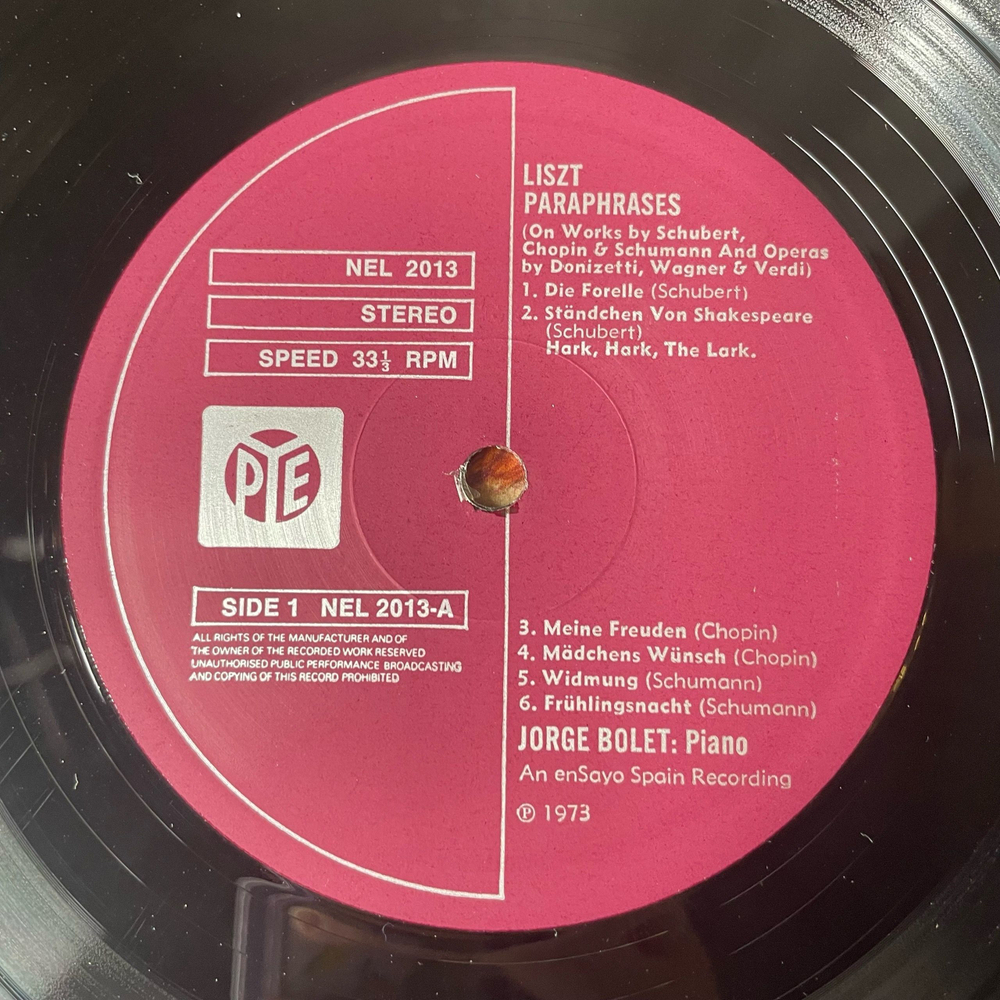 NEL 2013
STEREO
SPEED 33⅓ RPM
PYE
SIDE 1 NEL 2013-A
ALL RIGHTS OF THE MANUFACTURER AND OF
THE OWNER OF THE RECORDED WORK RESERVED
UNAUTHORISED PUBLIC PERFORMANCE BROADCASTING
AND COPYING OF THIS RECORD PROHIBITED
LISZT
PARAPHRASES
(On Works by Schubert,
Chopin & Schumann And Operas
by Donizetti, Wagner & Verdi)
1. Die Forelle (Schubert)
2. Ständchen Von Shakespeare
(Schubert)
Hark, Hark, The Lark.
3. Meine Freuden (Chopin)
4. Mädchens Wünsch (Chopin)
5. Widmung (Schumann)
6. Frühlingsnacht (Schumann)
JORGE BOLET: Piano
An enSayo Spain Recording
℗ 1973